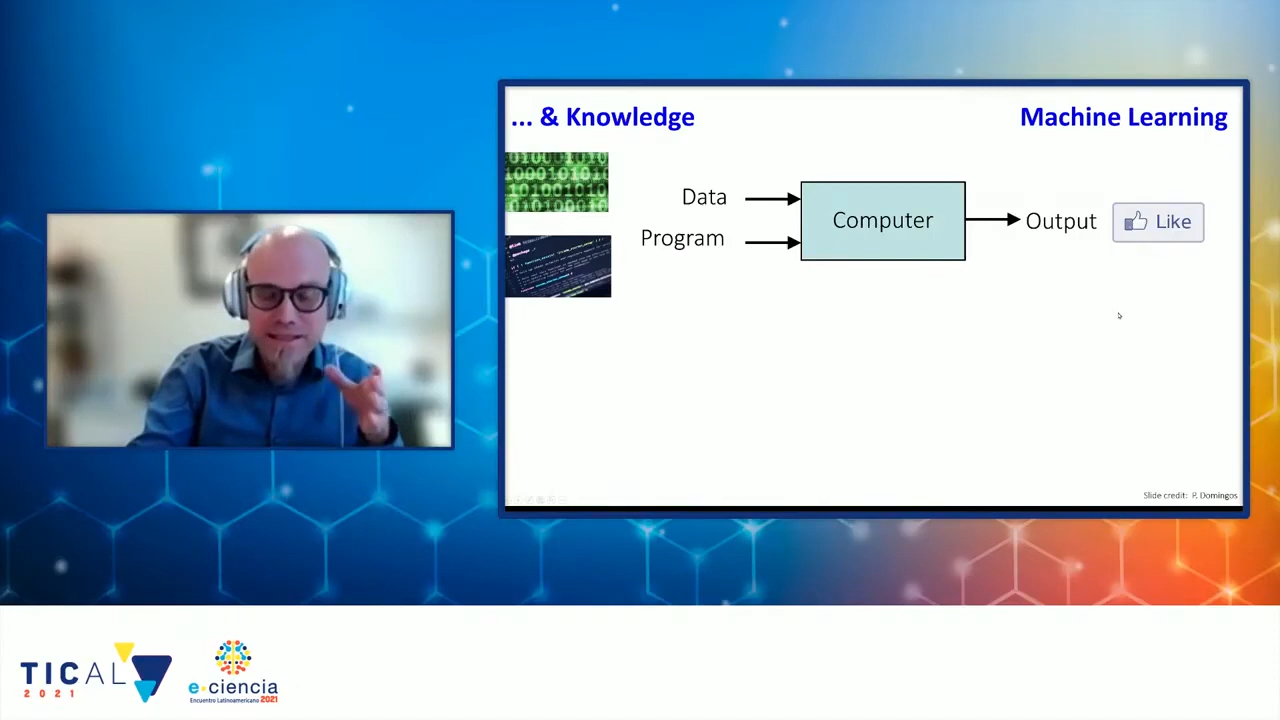 ... & Knowledge
Machine Learning
Data
Program
Computer
Output
Like
Slide credit: P. Domingos
TICAL
2021
e·ciencia
Encuentro Latinoamericano 2021